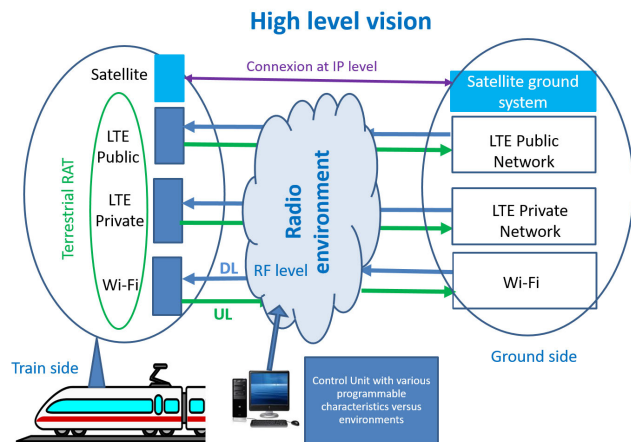 High level vision
Satellite
Connexion at IP level
Satellite ground
system
Terrestrial RAT
LTE
Public
LTE Public
Network
LTE
Private
Radio
environment
LTE Private
Network
Wi-Fi
DL
RF level
UL
Wi-Fi
Train side
Ground side
Control Unit with various
programmable
characteristics versus
environments